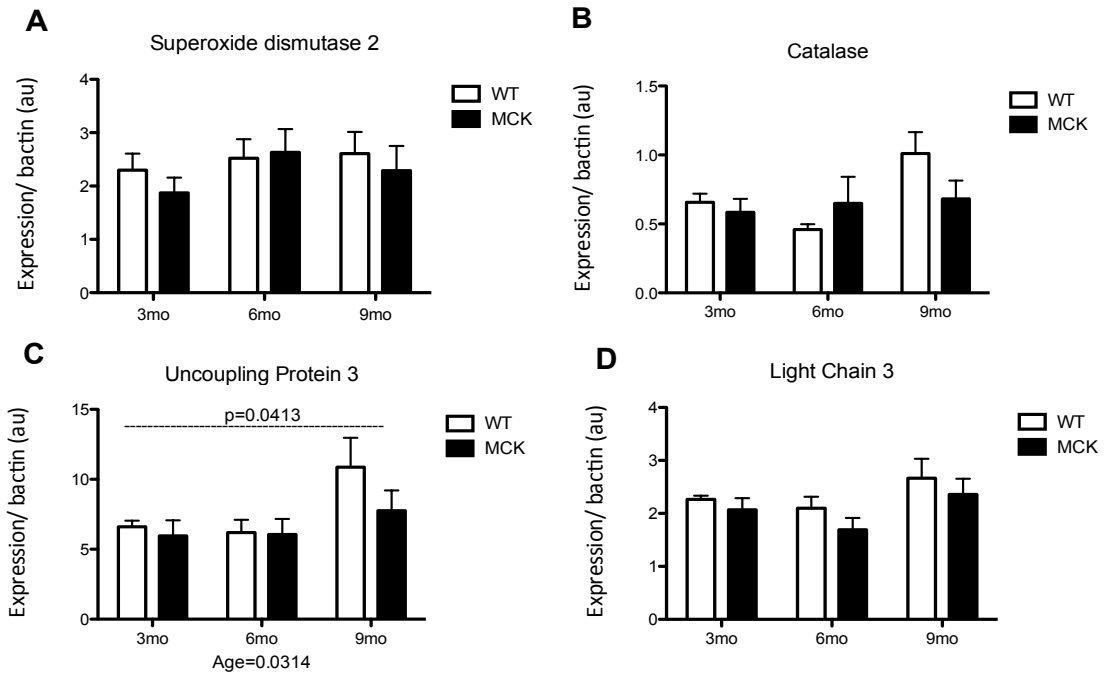 A
Superoxide dismutase 2
Expression/ bactin (au)
4
3
2
1
0
3mo
6mo
9mo
WT
MCK
B
Catalase
Expression/ bactin (au)
1.5
1.0
0.5
0.0
3mo
6mo
9mo
WT
MCK
C
Uncoupling Protein 3
Expression/ bactin (au)
15
10
5
0
p=0.0413
3mo
6mo
9mo
Age=0.0314
WT
MCK
D
Light Chain 3
Expression/ bactin (au)
4
3
2
1
0
3mo
6mo
9mo
WT
MCK